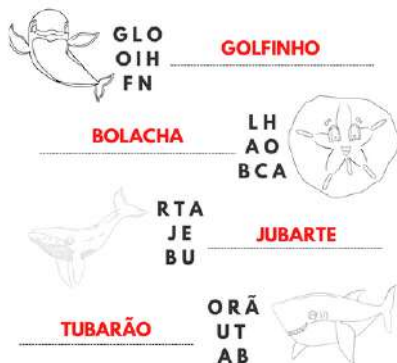 GLO
OIH
FN
GOLFINHO
BOLACHA
LH
AO
BCA
RTA
JE
BU
JUBARTE
TUBARÃO
ORÃ
UT
AB